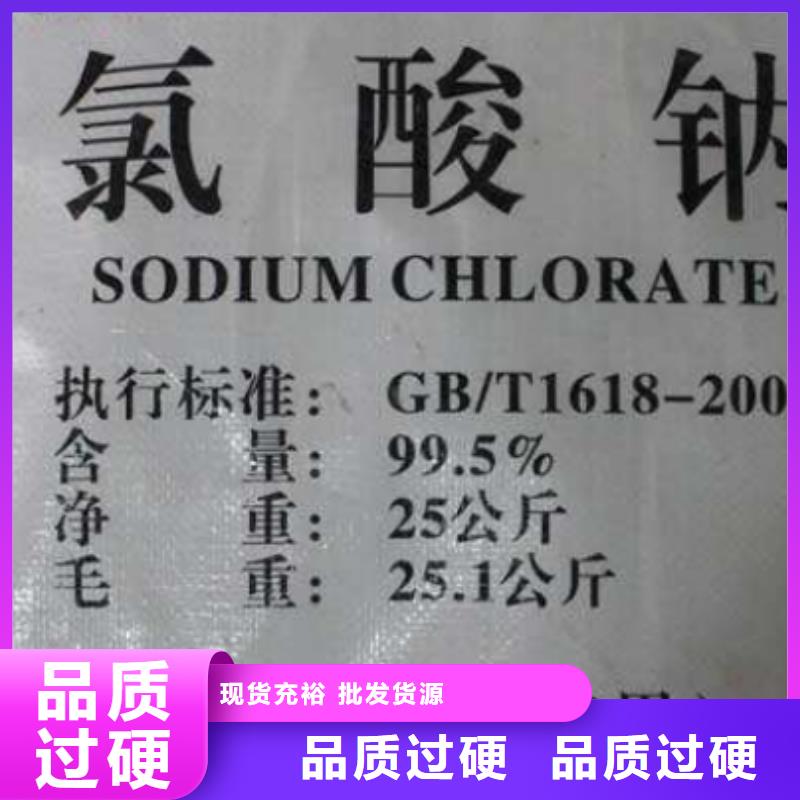 氯酸钠
SODIUM CHLORATE
执行标准： GB/T1618-200
含量： 99.5%
净重： 25公斤
毛重： 25.1公斤
品质过硬
现货充裕 批发货源
品质过硬 品质过硬